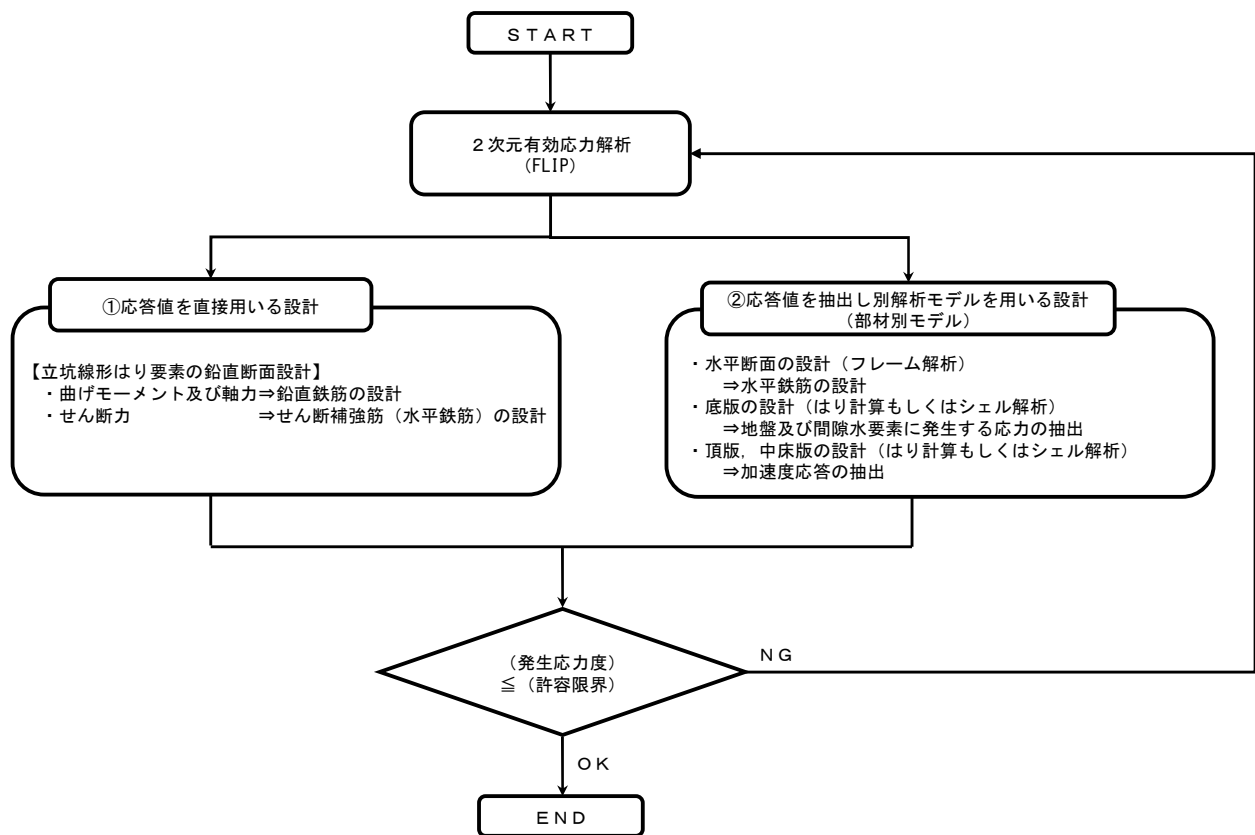 ＳＴＡＲＴ
２次元有効応力解析
(FLIP)
①応答値を直接用いる設計
【立坑線形はり要素の鉛直断面設計】
・曲げモーメント及び軸力⇒鉛直鉄筋の設計
・せん断力　　　　　　　⇒せん断補強筋（水平鉄筋）の設計
②応答値を抽出し別解析モデルを用いる設計
（部材別モデル）
・水平断面の設計（フレーム解析）
⇒水平鉄筋の設計
・底版の設計（はり計算もしくはシェル解析）
⇒地盤及び間隙水要素に発生する応力の抽出
・頂版，中床版の設計（はり計算もしくはシェル解析）
⇒加速度応答の抽出
（発生応力度）
≦（許容限界）
ＮＧ
ＯＫ
ＥＮＤ